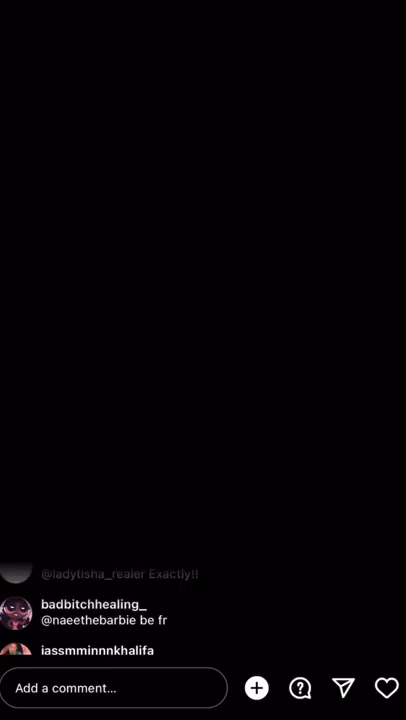 @ladytisha_realer Exactly!!
badbitchhealing_
@naeethebarbie be fr
iassmminnnkhalifa
Add a comment...